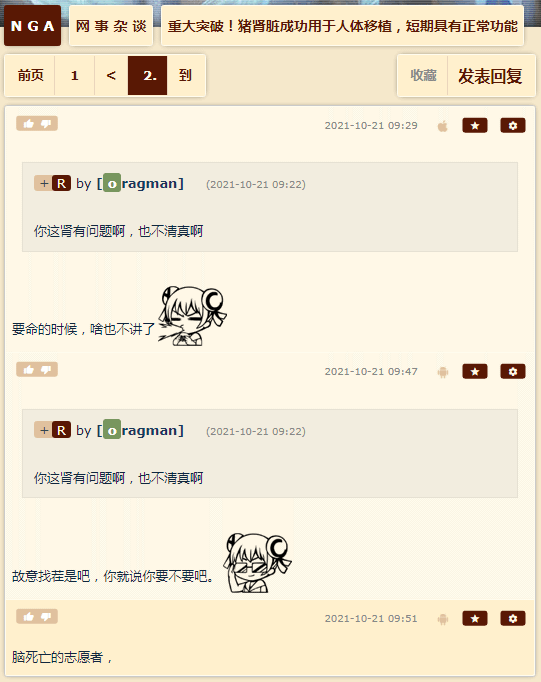 NGA 网事杂谈 重大突破！猪肾脏成功用于人体移植，短期具有正常功能
前页 1 < 2. 到 收藏 发表回复
2021-10-21 09:29
+ R by [oragman] (2021-10-21 09:22)
你这肾有问题啊，也不清真啊
要命的时候，啥也不讲了
2021-10-21 09:47
+ R by [oragman] (2021-10-21 09:22)
你这肾有问题啊，也不清真啊
故意找茬是吧，你就说你要不要吧。
2021-10-21 09:51
脑死亡的志愿者，